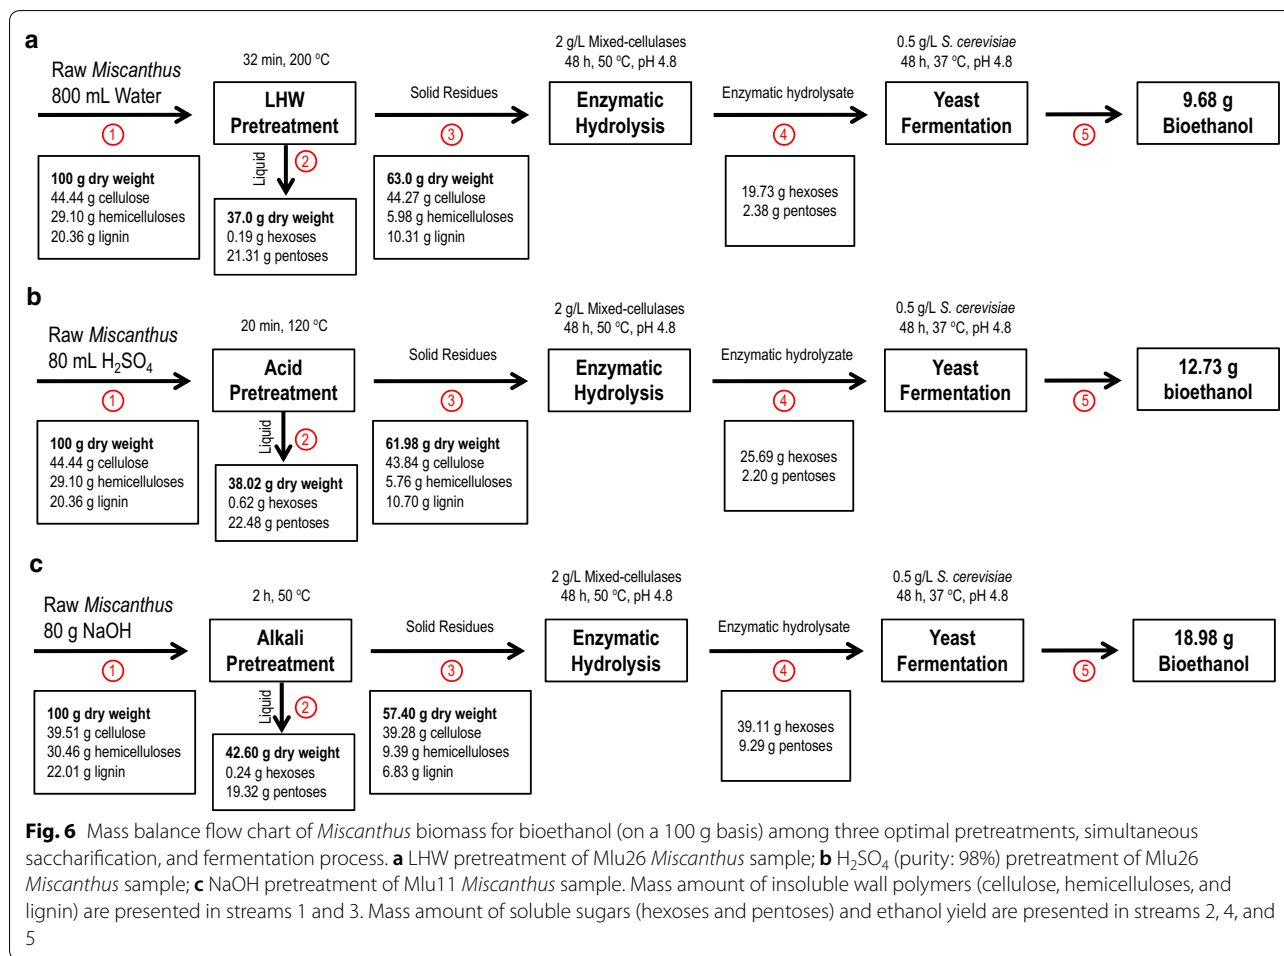 a
Raw Miscanthus
800 mL Water
1
100 g dry weight
44.44 g cellulose
29.10 g hemicelluloses
20.36 g lignin
32 min, 200 °C
LHW
Pretreatment
Liquid
2
37.0 g dry weight
0.19 g hexoses
21.31 g pentoses
Solid Residues
3
63.0 g dry weight
44.27 g cellulose
5.98 g hemicelluloses
10.31 g lignin
2 g/L Mixed-cellulases
48 h, 50 °C, pH 4.8
Enzymatic
Hydrolysis
Enzymatic hydrolysate
4
19.73 g hexoses
2.38 g pentoses
0.5 g/L S. cerevisiae
48 h, 37 °C, pH 4.8
Yeast
Fermentation
5
9.68 g
Bioethanol
b
Raw Miscanthus
80 mL H₂SO₄
1
100 g dry weight
44.44 g cellulose
29.10 g hemicelluloses
20.36 g lignin
20 min, 120 °C
Acid
Pretreatment
Liquid
2
38.02 g dry weight
0.62 g hexoses
22.48 g pentoses
Solid Residues
3
61.98 g dry weight
43.84 g cellulose
5.76 g hemicelluloses
10.70 g lignin
2 g/L Mixed-cellulases
48 h, 50 °C, pH 4.8
Enzymatic
Hydrolysis
Enzymatic hydrolyzate
4
25.69 g hexoses
2.20 g pentoses
0.5 g/L S. cerevisiae
48 h, 37 °C, pH 4.8
Yeast
Fermentation
5
12.73 g
bioethanol
c
Raw Miscanthus
80 g NaOH
1
100 g dry weight
39.51 g cellulose
30.46 g hemicelluloses
22.01 g lignin
2 h, 50 °C
Alkali
Pretreatment
Liquid
2
42.60 g dry weight
0.24 g hexoses
19.32 g pentoses
Solid Residues
3
57.40 g dry weight
39.28 g cellulose
9.39 g hemicelluloses
6.83 g lignin
2 g/L Mixed-cellulases
48 h, 50 °C, pH 4.8
Enzymatic
Hydrolysis
Enzymatic hydrolysate
4
39.11 g hexoses
9.29 g pentoses
0.5 g/L S. cerevisiae
48 h, 37 °C, pH 4.8
Yeast
Fermentation
5
18.98 g
Bioethanol
Fig. 6 Mass balance flow chart of Miscanthus biomass for bioethanol (on a 100 g basis) among three optimal pretreatments, simultaneous
saccharification, and fermentation process. a LHW pretreatment of Mlu26 Miscanthus sample; b H₂SO₄ (purity: 98%) pretreatment of Mlu26
Miscanthus sample; c NaOH pretreatment of Mlu11 Miscanthus sample. Mass amount of insoluble wall polymers (cellulose, hemicelluloses, and
lignin) are presented in streams 1 and 3. Mass amount of soluble sugars (hexoses and pentoses) and ethanol yield are presented in streams 2, 4, and
5